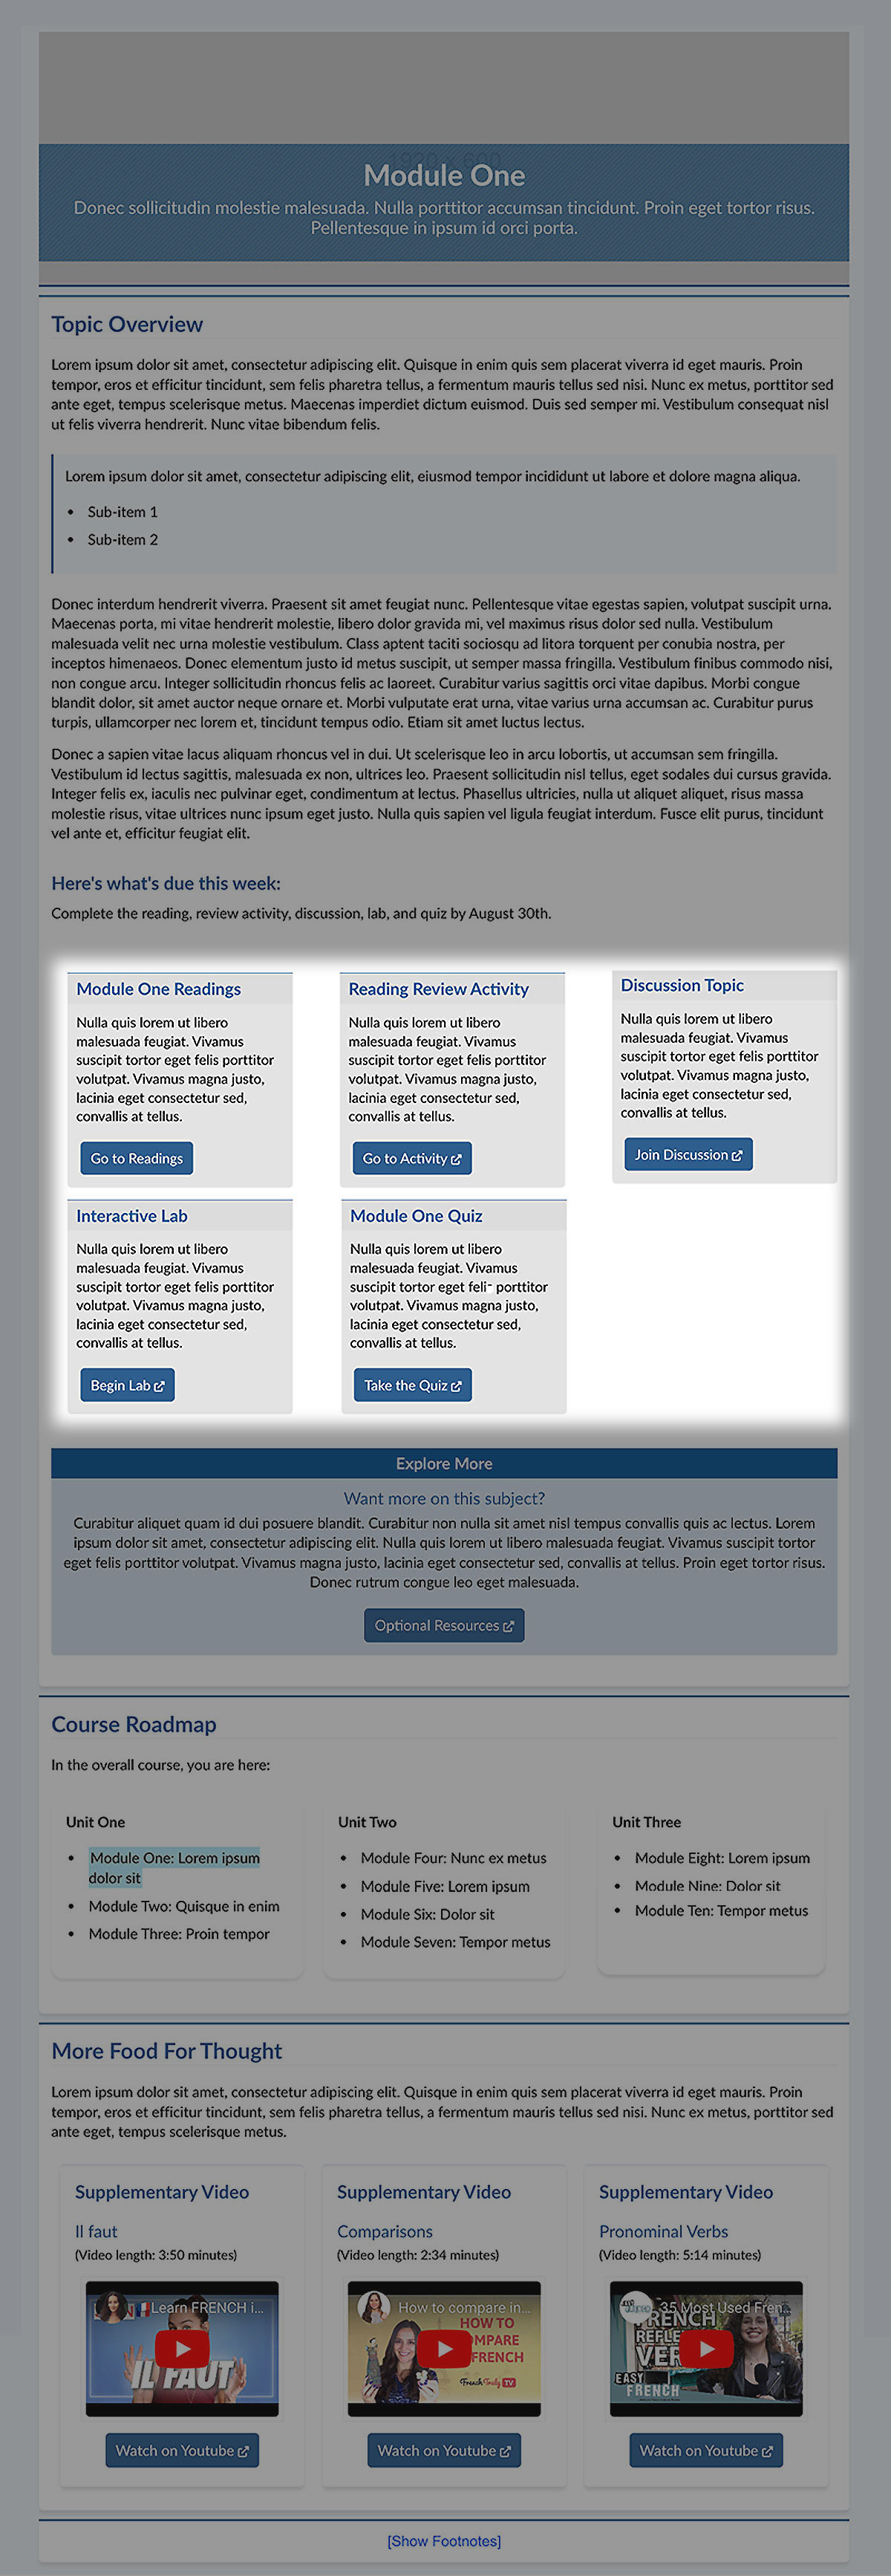 1920 x 600
Module One
Donec sollicitudin molestie malesuada. Nulla porttitor accumsan tincidunt. Proin eget tortor risus.
Pellentesque in ipsum id orci porta.
Topic Overview
Lorem ipsum dolor sit amet, consectetur adipiscing elit. Quisque in enim quis sem placerat viverra id eget mauris. Proin
tempor, eros et efficitur tincidunt, sem felis pharetra tellus, a fermentum mauris tellus sed nisi. Nunc ex metus, porttitor sed
ante eget, tempus scelerisque metus. Maecenas imperdiet dictum euismod. Duis sed semper mi. Vestibulum consequat nisl
ut felis viverra hendrerit. Nunc vitae bibendum felis.
Lorem ipsum dolor sit amet, consectetur adipiscing elit, eiusmod tempor incididunt ut labore et dolore magna aliqua.
• Sub-item 1
• Sub-item 2
Donec interdum hendrerit viverra. Praesent sit amet feugiat nunc. Pellentesque vitae egestas sapien, volutpat suscipit urna.
Maecenas porta, mi vitae hendrerit molestie, libero dolor gravida mi, vel maximus risus dolor sed nulla. Vestibulum
malesuada velit nec urna molestie vestibulum. Class aptent taciti sociosqu ad litora torquent per conubia nostra, per
inceptos himenaeos. Donec elementum justo id metus suscipit, ut semper massa fringilla. Vestibulum finibus commodo nisi,
non congue arcu. Integer sollicitudin rhoncus felis ac laoreet. Curabitur varius sagittis orci vitae dapibus. Morbi congue
blandit dolor, sit amet auctor neque ornare et. Morbi vulputate erat urna, vitae varius urna accumsan ac. Curabitur purus
turpis, ullamcorper nec lorem et, tincidunt tempus odio. Etiam sit amet luctus lectus.
Donec a sapien vitae lacus aliquam rhoncus vel in dui. Ut scelerisque leo in arcu lobortis, ut accumsan sem fringilla.
Vestibulum id lectus sagittis, malesuada ex non, ultrices leo. Praesent sollicitudin nisl tellus, eget sodales dui cursus gravida.
Integer felis ex, iaculis nec pulvinar eget, condimentum at lectus. Phasellus ultricies, nulla ut aliquet aliquet, risus massa
molestie risus, vitae ultrices nunc ipsum eget justo. Nulla quis sapien vel ligula feugiat interdum. Fusce elit purus, tincidunt
vel ante et, efficitur feugiat elit.
Here's what's due this week:
Complete the reading, review activity, discussion, lab, and quiz by August 30th.
Module One Readings
Nulla quis lorem ut libero
malesuada feugiat. Vivamus
suscipit tortor eget felis porttitor
volutpat. Vivamus magna justo,
lacinia eget consectetur sed,
convallis at tellus.
Go to Readings
Reading Review Activity
Nulla quis lorem ut libero
malesuada feugiat. Vivamus
suscipit tortor eget felis porttitor
volutpat. Vivamus magna justo,
lacinia eget consectetur sed,
convallis at tellus.
Go to Activity
Discussion Topic
Nulla quis lorem ut libero
malesuada feugiat. Vivamus
suscipit tortor eget felis porttitor
volutpat. Vivamus magna justo,
lacinia eget consectetur sed,
convallis at tellus.
Join Discussion
Interactive Lab
Nulla quis lorem ut libero
malesuada feugiat. Vivamus
suscipit tortor eget felis porttitor
volutpat. Vivamus magna justo,
lacinia eget consectetur sed,
convallis at tellus.
Begin Lab
Module One Quiz
Nulla quis lorem ut libero
malesuada feugiat. Vivamus
suscipit tortor eget porttitor
volutpat. Vivamus magna justo,
lacinia eget consectetur sed,
convallis at tellus.
Take the Quiz
Explore More
Want more on this subject?
Curabitur aliquet quam id dui posuere blandit. Curabitur non nulla sit amet nisl tempus convallis quis ac lectus. Lorem
ipsum dolor sit amet, consectetur adipiscing elit. Nulla quis lorem ut libero malesuada feugiat. Vivamus suscipit tortor
eget felis porttitor volutpat. Vivamus magna justo, lacinia eget consectetur sed, convallis at tellus. Proin eget tortor risus.
Donec rutrum congue leo eget malesuada.
Optional Resources
Course Roadmap
In the overall course, you are here:
Unit One
• Module One: Lorem ipsum
dolor sit
• Module Two: Quisque in enim
• Module Three: Proin tempor
Unit Two
• Module Four: Nunc ex metus
• Module Five: Lorem ipsum
• Module Six: Dolor sit
• Module Seven: Tempor metus
Unit Three
• Module Eight: Lorem ipsum
• Module Nine: Dolor sit
• Module Ten: Tempor metus
More Food For Thought
Lorem ipsum dolor sit amet, consectetur adipiscing elit. Quisque in enim quis sem placerat viverra id eget mauris. Proin
tempor, eros et efficitur tincidunt, sem felis pharetra tellus, a fermentum mauris tellus sed nisi. Nunc ex metus, porttitor sed
ante eget, tempus scelerisque metus.
Supplementary Video
Il faut
(Video length: 3:50 minutes)
Learn FRENCH i...
IL FAUT
Watch on Youtube
Supplementary Video
Comparisons
(Video length: 2:34 minutes)
How to compare in...
HOW TO
FRENCH
French Truly TV
Watch on Youtube
Supplementary Video
Pronominal Verbs
(Video length: 5:14 minutes)
35 Most Used Fren...
EASY
FRENCH
Watch on Youtube
[Show Footnotes]